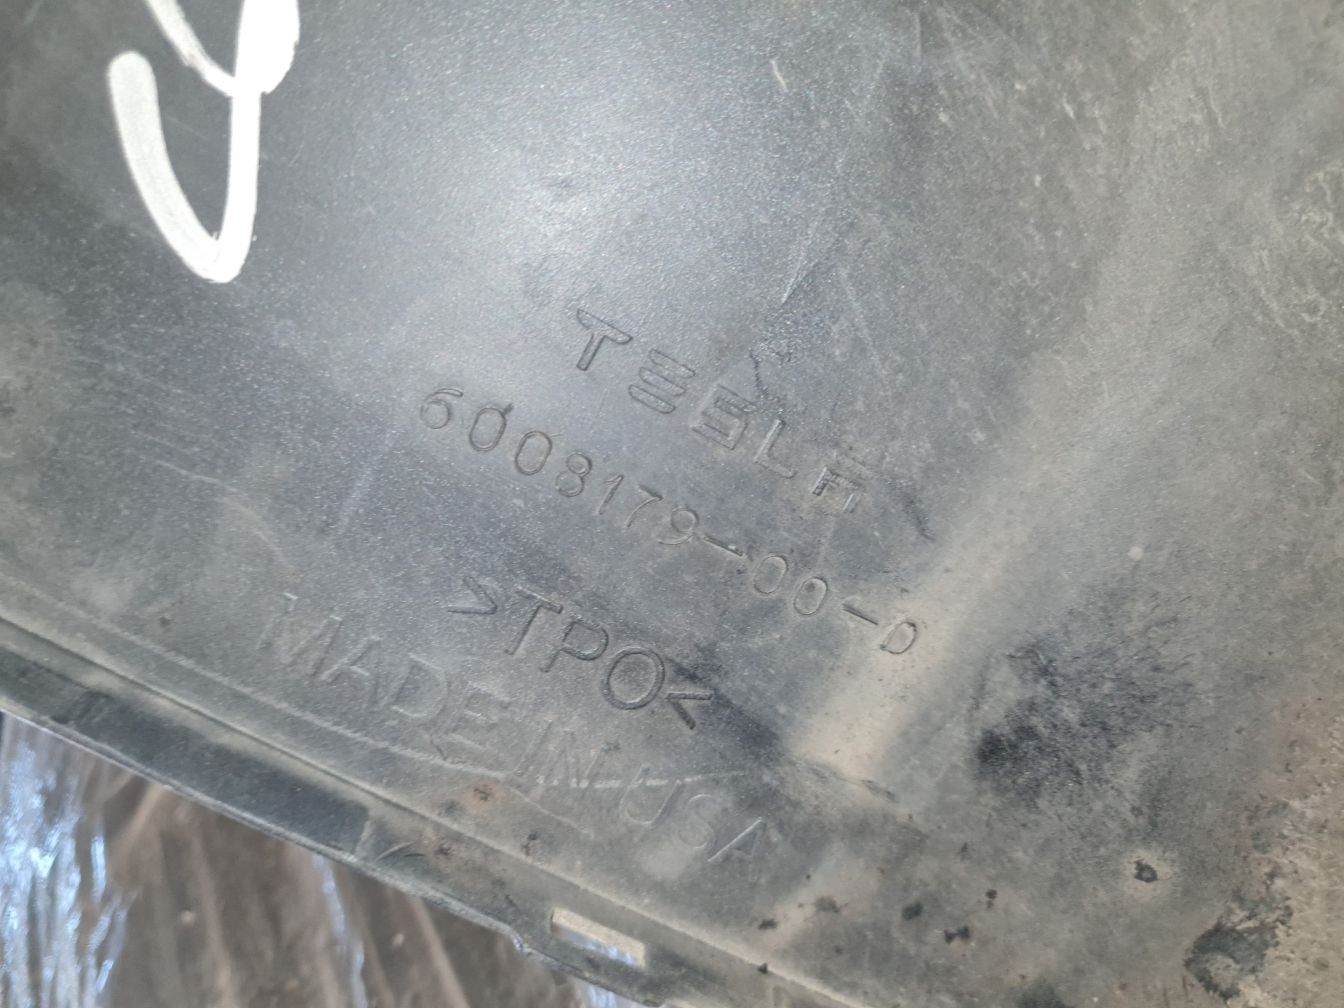 TESLA
6008179-00-D
>TPO<
MADE IN USA